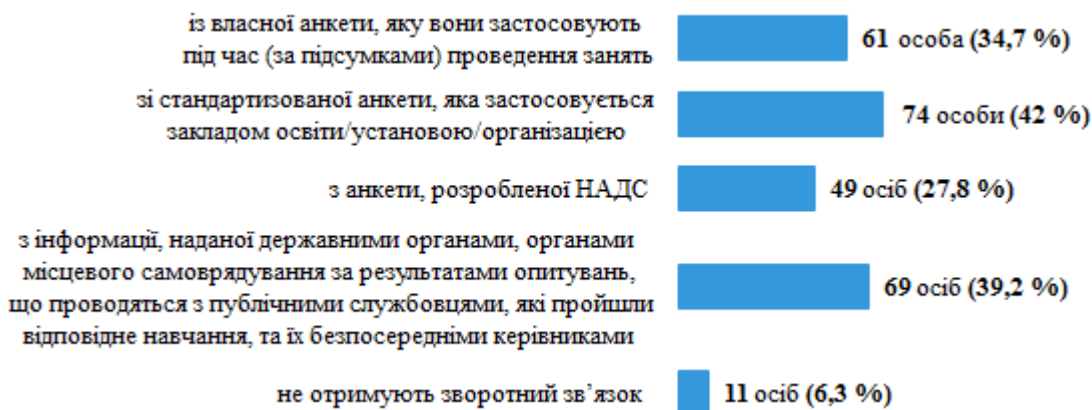 із власної анкети, яку вони застосовують
під час (за підсумками) проведення занять
61 особа (34,7 %)
зі стандартизованої анкети, яка застосовується
закладом освіти/установою/організацією
74 особи (42 %)
з анкети, розробленої НАДС
49 осіб (27,8 %)
з інформації, наданої державними органами, органами
місцевого самоврядування за результатами опитувань,
що проводяться з публічними службовцями, які пройшли
відповідне навчання, та їх безпосередніми керівниками
69 осіб (39,2 %)
не отримують зворотний зв’язок
11 осіб (6,3 %)